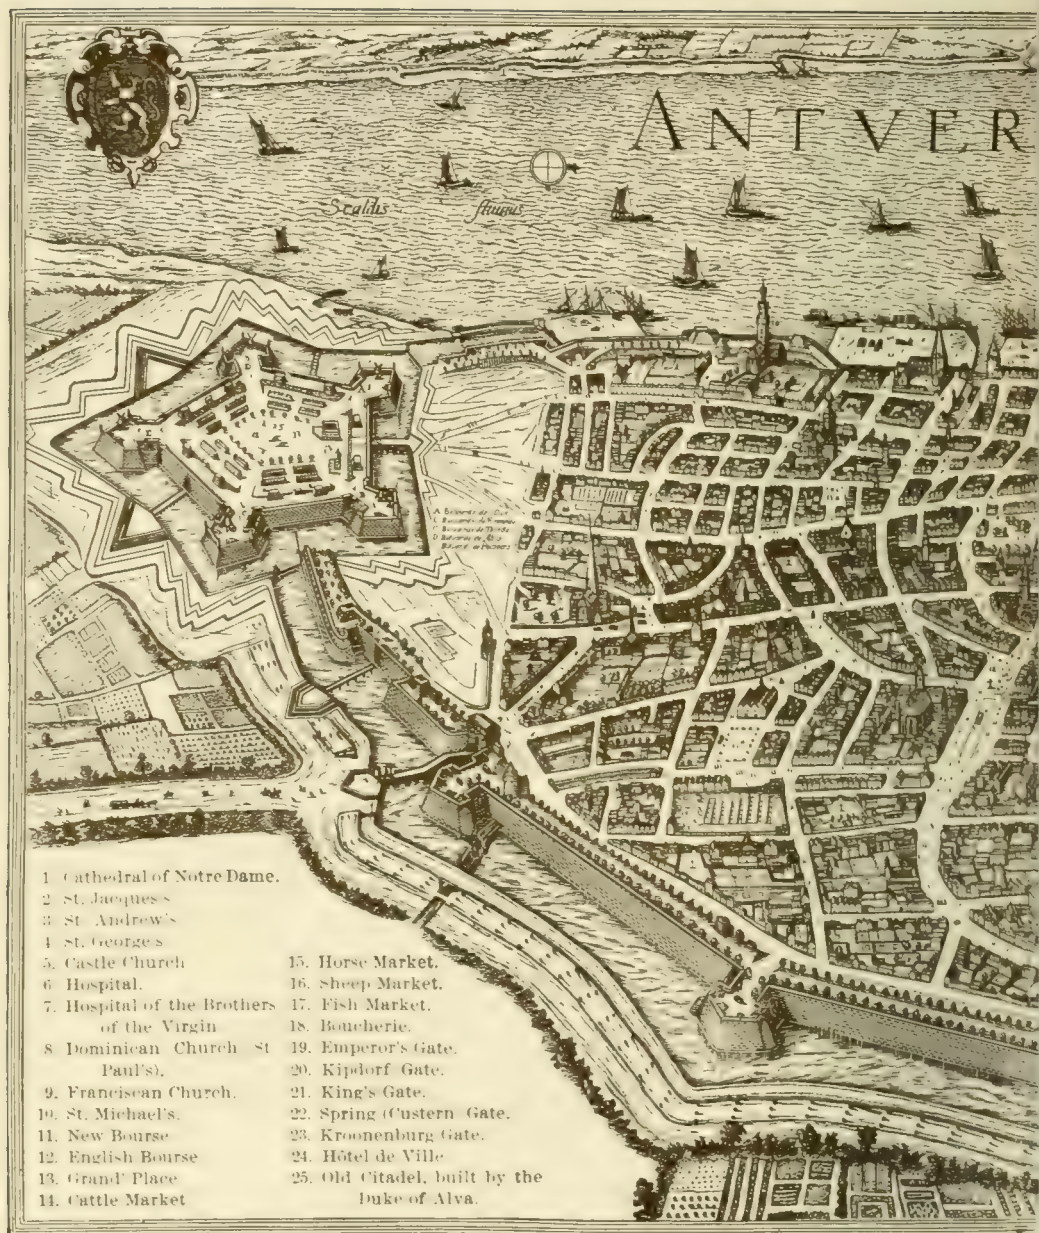 ANTVER
Scaldis fluuius
1 Cathedral of Notre Dame.
2 St. Jacques's
3 St. Andrew's
4 St. George's
5. Castle Church
6 Hospital.
7. Hospital of the Brothers
of the Virgin
8 Dominican Church St
Paul's).
9. Franciscan Church.
10. St. Michael's.
11. New Bourse
12. English Bourse
13. Grand' Place
14. Cattle Market
15. Horse Market.
16. Sheep Market.
17. Fish Market.
18. Boucherie.
19. Emperor's Gate.
20. Kipdorf Gate.
21. King's Gate.
22. Spring (Custern Gate.
23. Kroonenburg Gate.
24. Hôtel de Ville
25. Old Citadel, built by the
Duke of Alva.